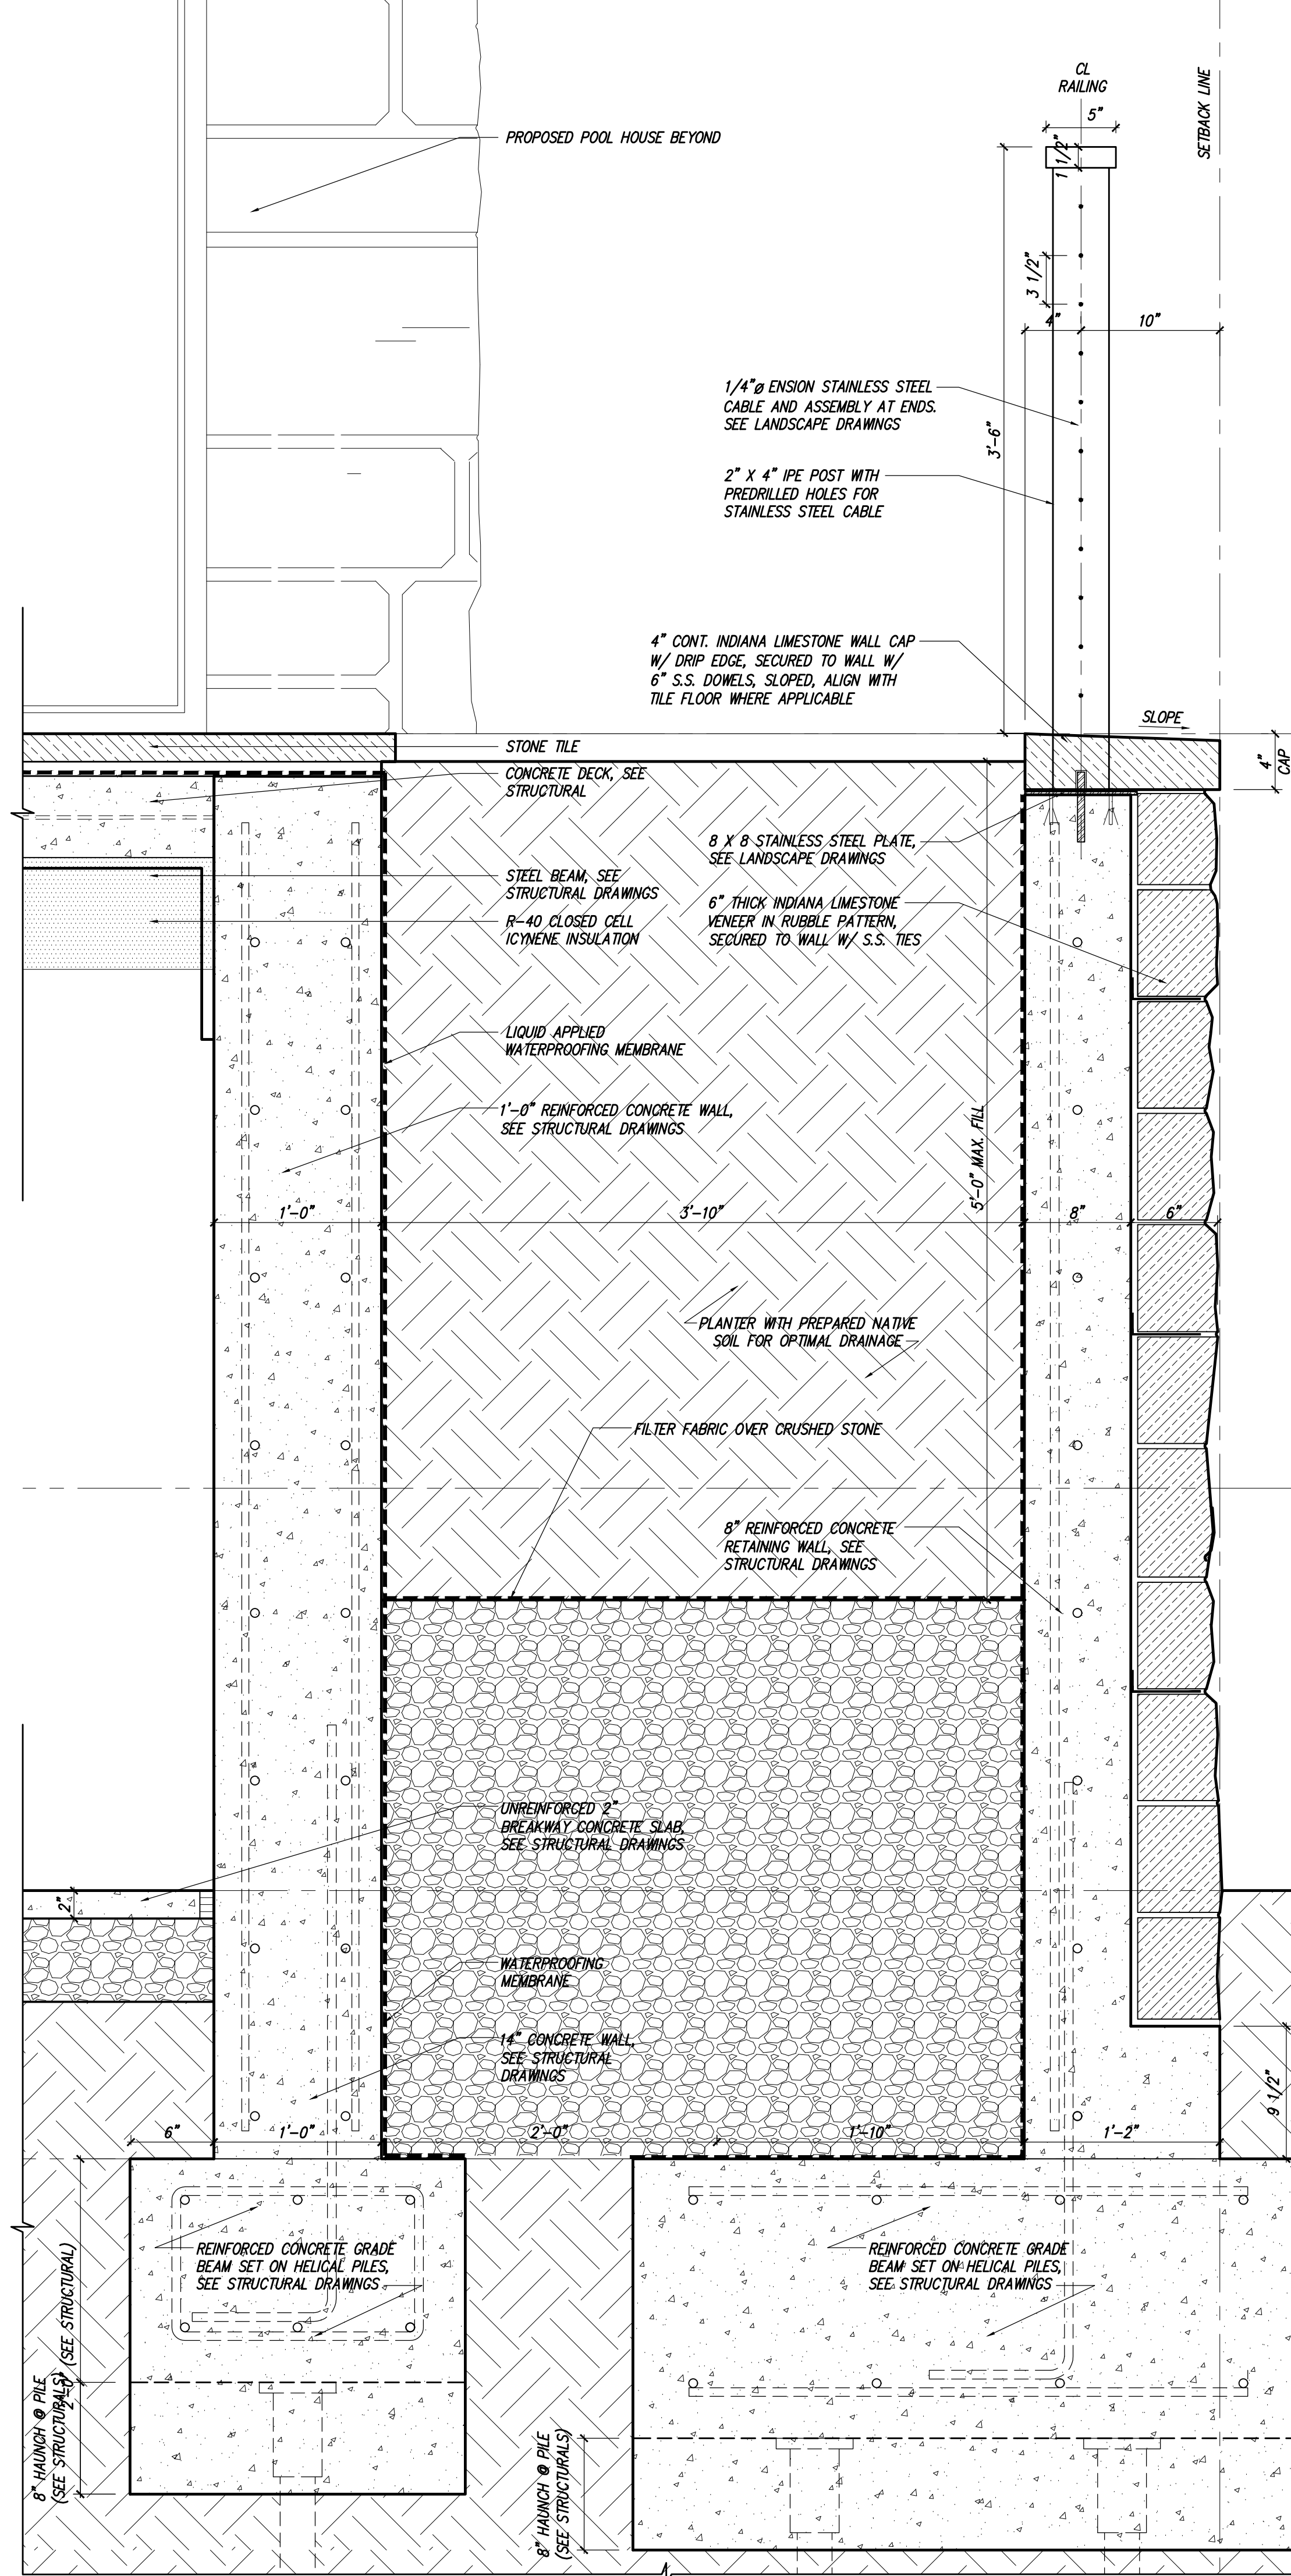 CL
RAILING
5"
SETBACK LINE
PROPOSED POOL HOUSE BEYOND
1 1/2"
3 1/2"
4"
10"
1/4"ø ENSION STAINLESS STEEL
CABLE AND ASSEMBLY AT ENDS.
SEE LANDSCAPE DRAWINGS
3'-6"
2" X 4" IPE POST WITH
PREDRILLED HOLES FOR
STAINLESS STEEL CABLE
4" CONT. INDIANA LIMESTONE WALL CAP
W/ DRIP EDGE, SECURED TO WALL W/
6" S.S. DOWELS, SLOPED, ALIGN WITH
TILE FLOOR WHERE APPLICABLE
SLOPE
STONE TILE
4"
CAP
CONCRETE DECK, SEE
STRUCTURAL
8 X 8 STAINLESS STEEL PLATE,
SEE LANDSCAPE DRAWINGS
STEEL BEAM, SEE
STRUCTURAL DRAWINGS
6" THICK INDIANA LIMESTONE
VENEER IN RUBBLE PATTERN,
SECURED TO WALL W/ S.S. TIES
R-40 CLOSED CELL
ICYNENE INSULATION
LIQUID APPLIED
WATERPROOFING MEMBRANE
1'-0" REINFORCED CONCRETE WALL,
SEE STRUCTURAL DRAWINGS
5'-0" MAX. FILL
1'-0"
3'-10"
8"
6"
PLANTER WITH PREPARED NATIVE
SOIL FOR OPTIMAL DRAINAGE
FILTER FABRIC OVER CRUSHED STONE
8" REINFORCED CONCRETE
RETAINING WALL, SEE
STRUCTURAL DRAWINGS
UNREINFORCED 2"
BREAKWAY CONCRETE SLAB,
SEE STRUCTURAL DRAWINGS
2"
WATERPROOFING
MEMBRANE
14" CONCRETE WALL,
SEE STRUCTURAL
DRAWINGS
9 1/2"
6"
1'-0"
2'-0"
1'-10"
1'-2"
REINFORCED CONCRETE GRADE
BEAM SET ON HELICAL PILES,
SEE STRUCTURAL DRAWINGS
REINFORCED CONCRETE GRADE
BEAM SET ON HELICAL PILES,
SEE STRUCTURAL DRAWINGS
2'-0" (SEE STRUCTURAL)
8" HAUNCH @ PILE
(SEE STRUCTURALS)
8" HAUNCH @ PILE
(SEE STRUCTURALS)